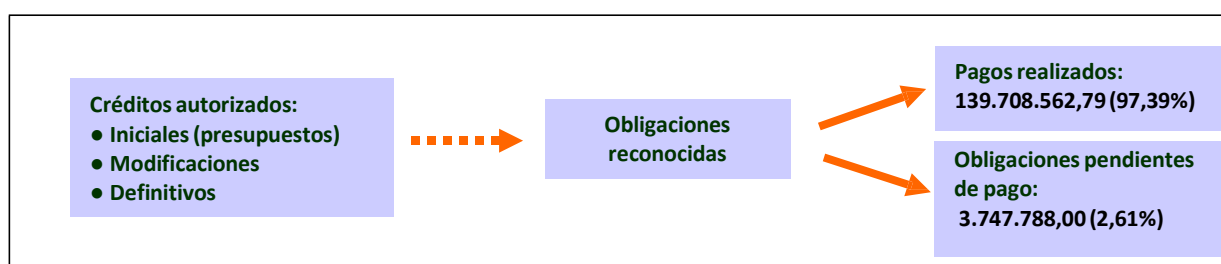 Créditos autorizados:
● Iniciales (presupuestos)
● Modificaciones
● Definitivos
Obligaciones
reconocidas
Pagos realizados:
139.708.562,79 (97,39%)
Obligaciones pendientes
de pago:
3.747.788,00 (2,61%)